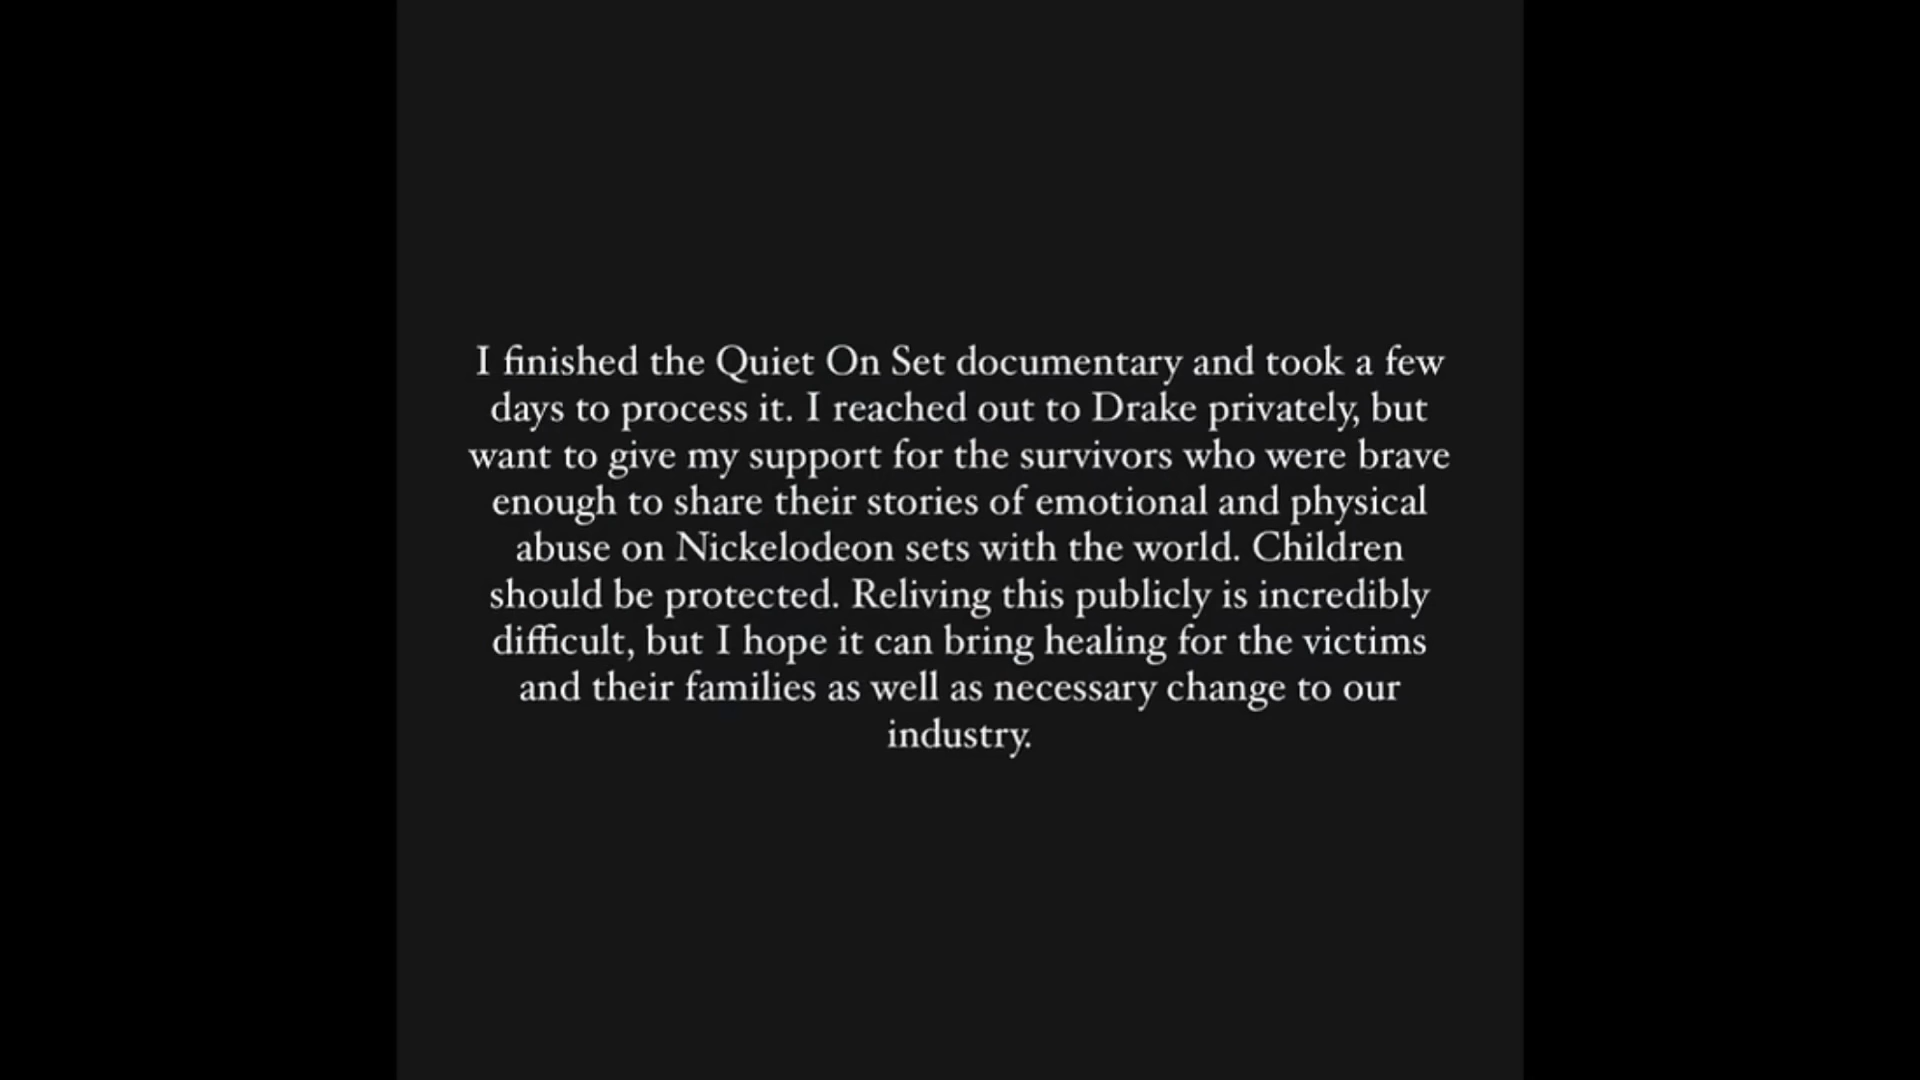 I finished the Quiet On Set documentary and took a few
days to process it. I reached out to Drake privately, but
want to give my support for the survivors who were brave
enough to share their stories of emotional and physical
abuse on Nickelodeon sets with the world. Children
should be protected. Reliving this publicly is incredibly
difficult, but I hope it can bring healing for the victims
and their families as well as necessary change to our
industry.